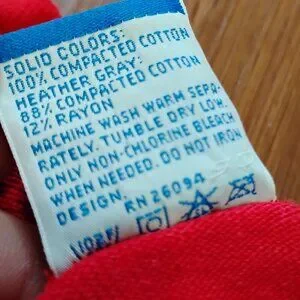 SOLID COLORS:
100% COMPACTED COTTON
HEATHER GRAY:
88% COMPACTED COTTON
12% RAYON
MACHINE WASH WARM SEPA-
RATELY. TUMBLE DRY LOW.
ONLY NON-CHLORINE BLEACH
WHEN NEEDED. DO NOT IRON
DESIGN. RN 26094